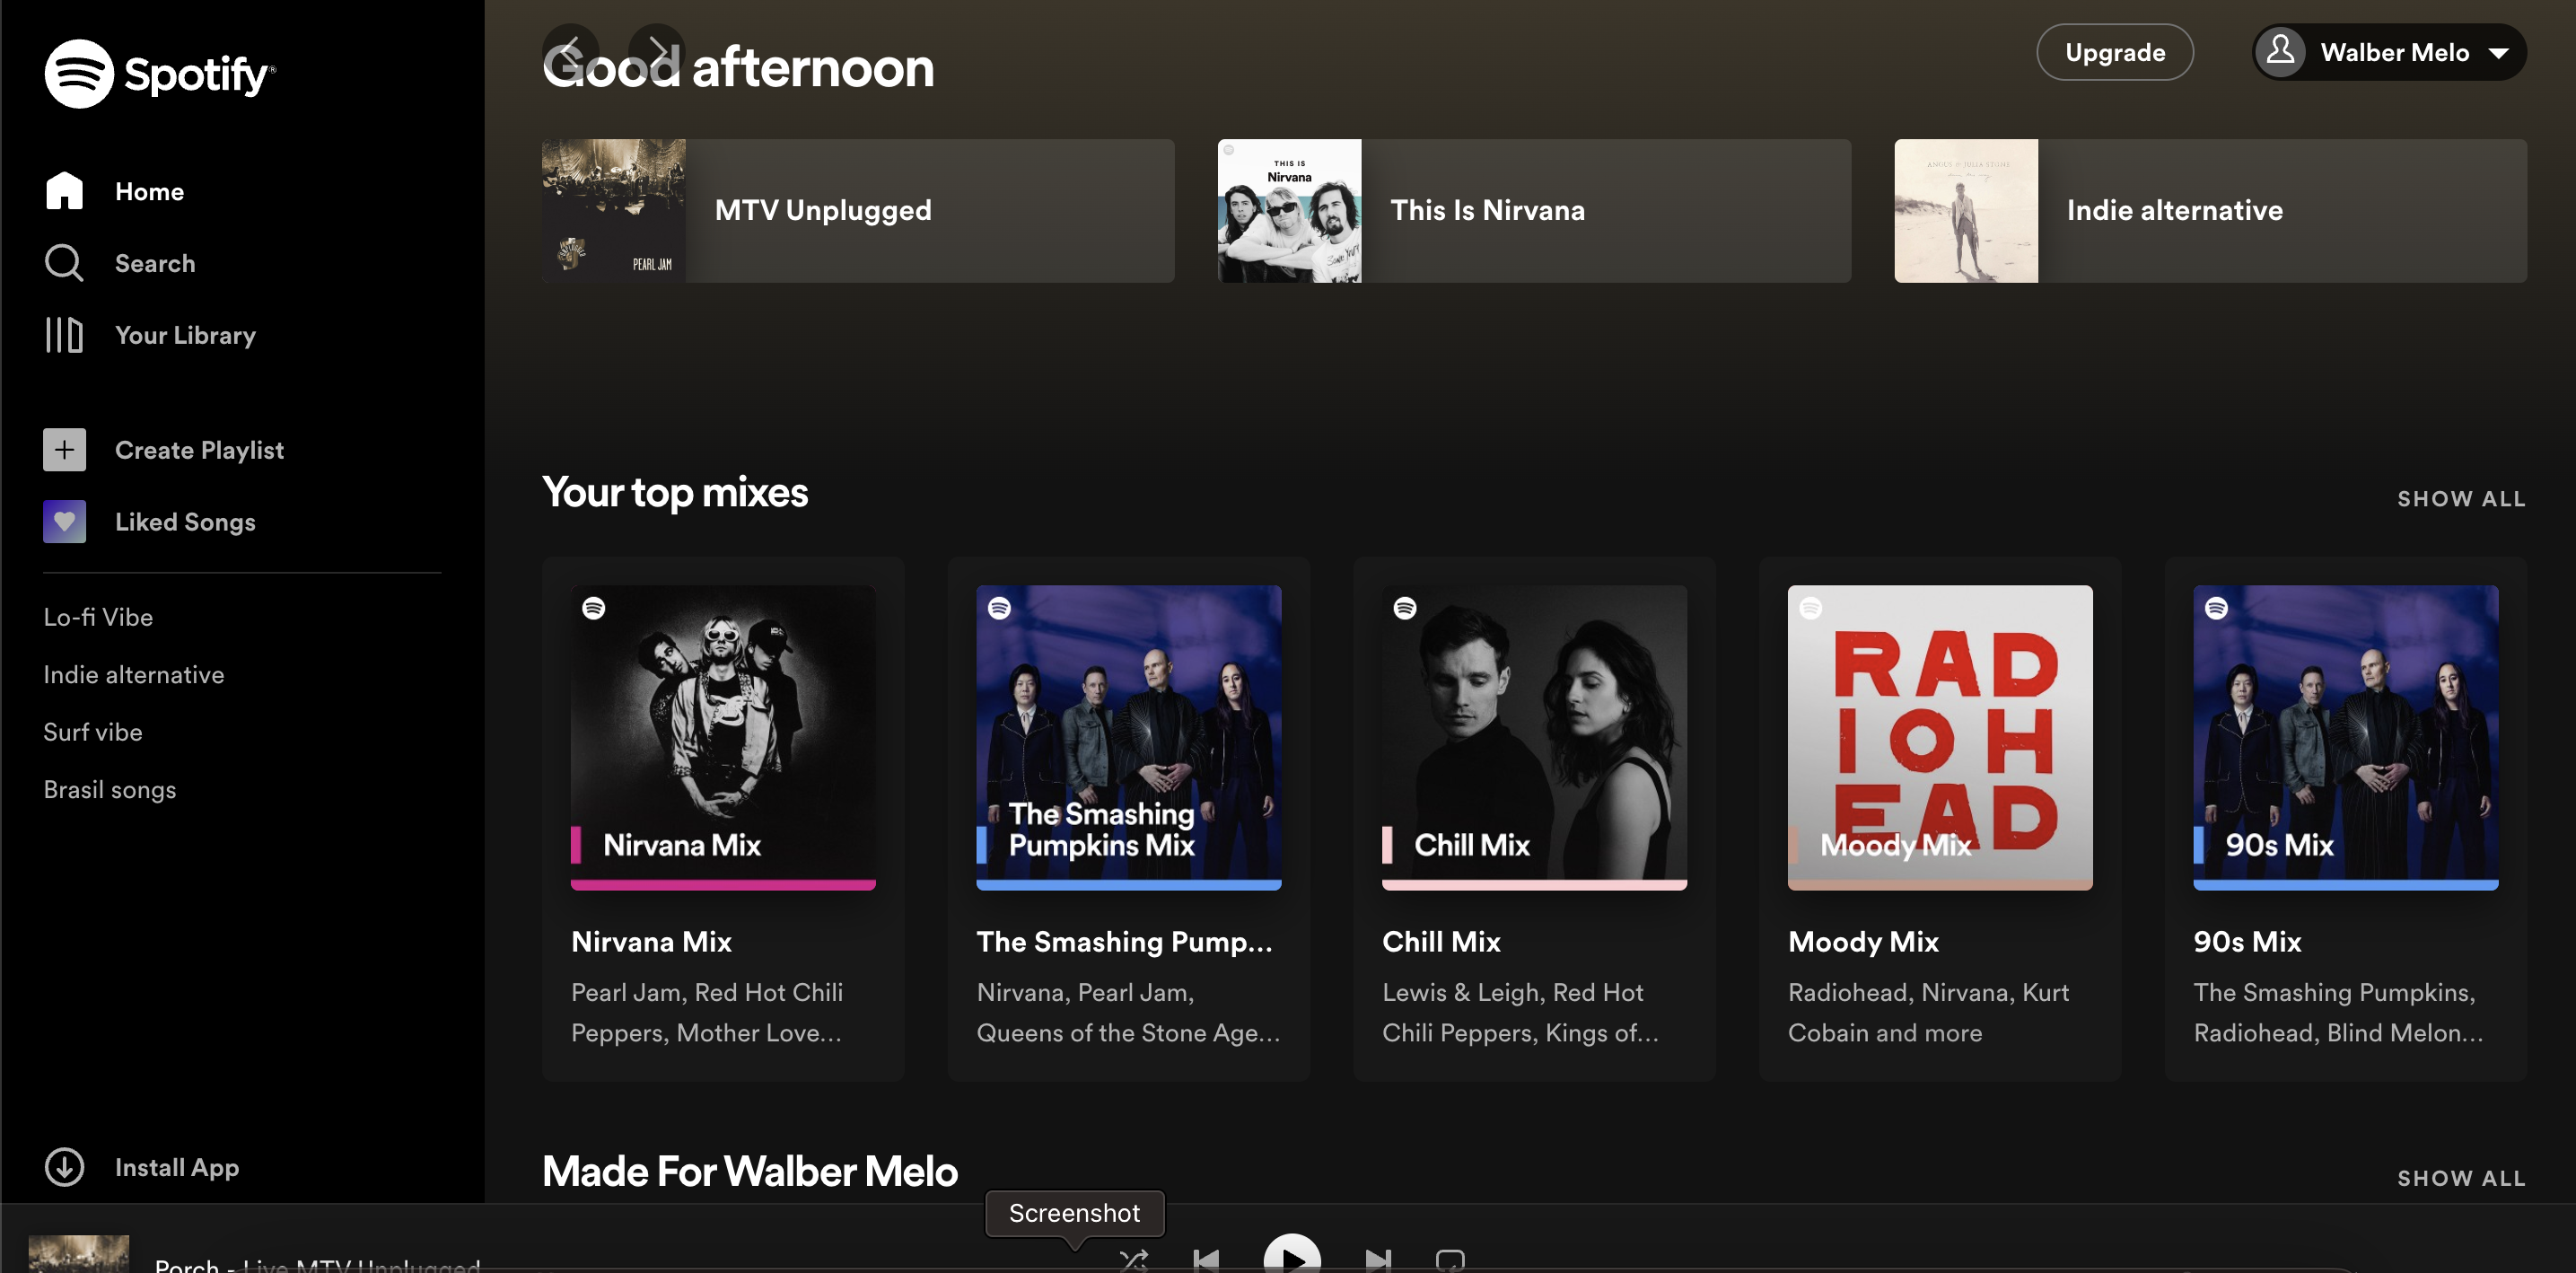 Spotify
Home
Search
Your Library
Create Playlist
Liked Songs
Lo-fi Vibe
Indie alternative
Surf vibe
Brasil songs
Install App
Good afternoon
Upgrade
Walber Melo
PEARL JAM
MTV Unplugged
THIS IS
Nirvana
This Is Nirvana
ANGUS & JULIA STONE
Indie alternative
Your top mixes
SHOW ALL
Nirvana Mix
Nirvana Mix
Pearl Jam, Red Hot Chili
Peppers, Mother Love...
The Smashing
Pumpkins Mix
The Smashing Pump...
Nirvana, Pearl Jam,
Queens of the Stone Age...
Chill Mix
Chill Mix
Lewis & Leigh, Red Hot
Chili Peppers, Kings of...
RAD
IOH
EAD
Moody Mix
Moody Mix
Radiohead, Nirvana, Kurt
Cobain and more
90s Mix
90s Mix
The Smashing Pumpkins,
Radiohead, Blind Melon...
Made For Walber Melo
SHOW ALL
Screenshot
Porch - Live MTV Unplugged